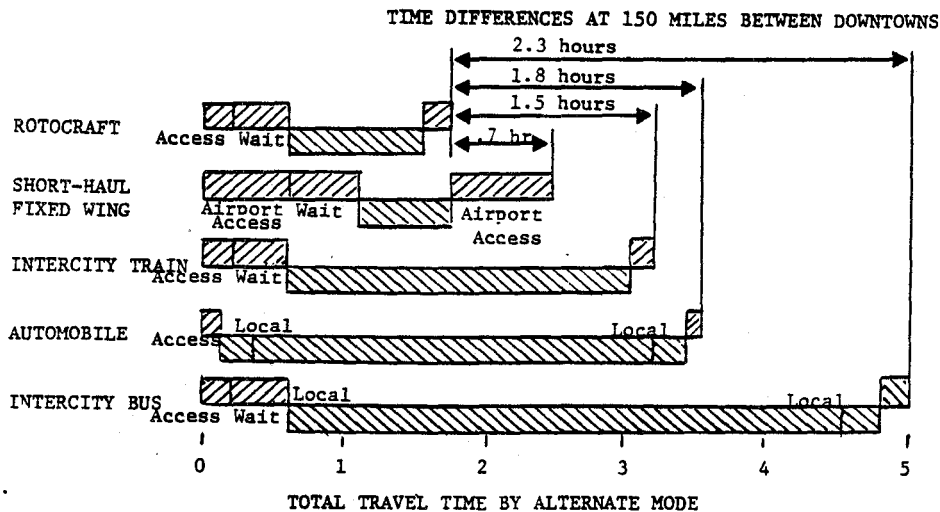 TIME DIFFERENCES AT 150 MILES BETWEEN DOWNTOWNS
2.3 hours
1.8 hours
1.5 hours
.7 hr
ROTOCRAFT
Access Wait
SHORT-HAUL
FIXED WING
Airport Access
Wait
Airport Access
INTERCITY TRAIN
Access Wait
AUTOMOBILE
Access
Local
Local
INTERCITY BUS
Access Wait
Local
Local
0 1 2 3 4 5
TOTAL TRAVEL TIME BY ALTERNATE MODE